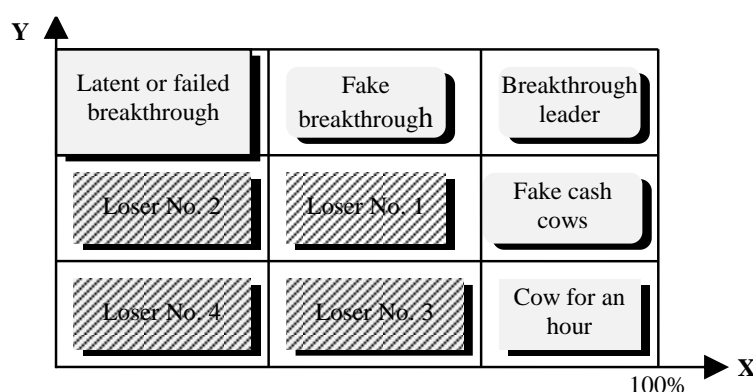 Y
Latent or failed
breakthrough
Fake
breakthrough
Breakthrough
leader
Loser No. 2
Loser No. 1
Fake cash
cows
Loser No. 4
Loser No. 3
Cow for an
hour
X
100%